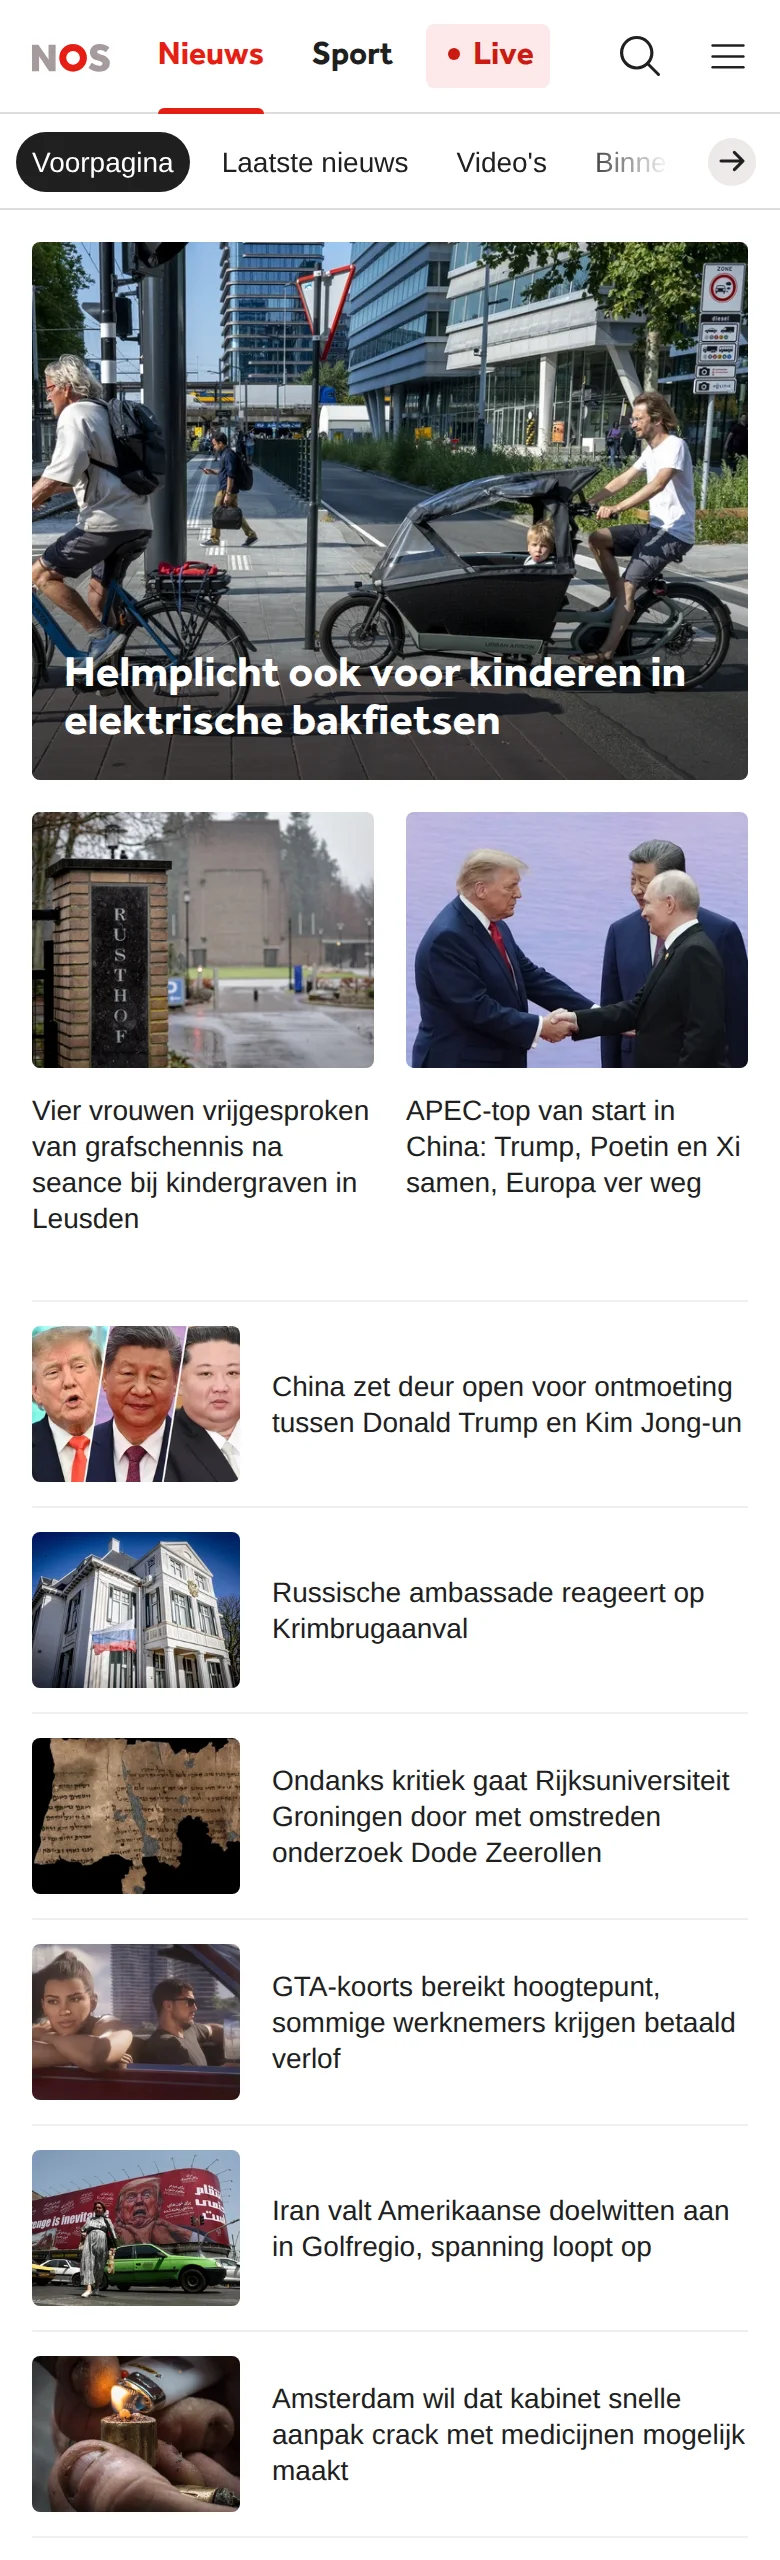 NOS Nieuws Sport Live
Voorpagina Laatste nieuws Video's Binne
ZONE
diesel
Helmplicht ook voor kinderen in
elektrische bakfietsen
RUSTHOF
Vier vrouwen vrijgesproken
van grafschennis na
seance bij kindergraven in
Leusden
APEC-top van start in
China: Trump, Poetin en Xi
samen, Europa ver weg
China zet deur open voor ontmoeting
tussen Donald Trump en Kim Jong-un
Russische ambassade reageert op
Krimbrugaanval
Ondanks kritiek gaat Rijksuniversiteit
Groningen door met omstreden
onderzoek Dode Zeerollen
GTA-koorts bereikt hoogtepunt,
sommige werknemers krijgen betaald
verlof
Iran valt Amerikaanse doelwitten aan
in Golfregio, spanning loopt op
Amsterdam wil dat kabinet snelle
aanpak crack met medicijnen mogelijk
maakt